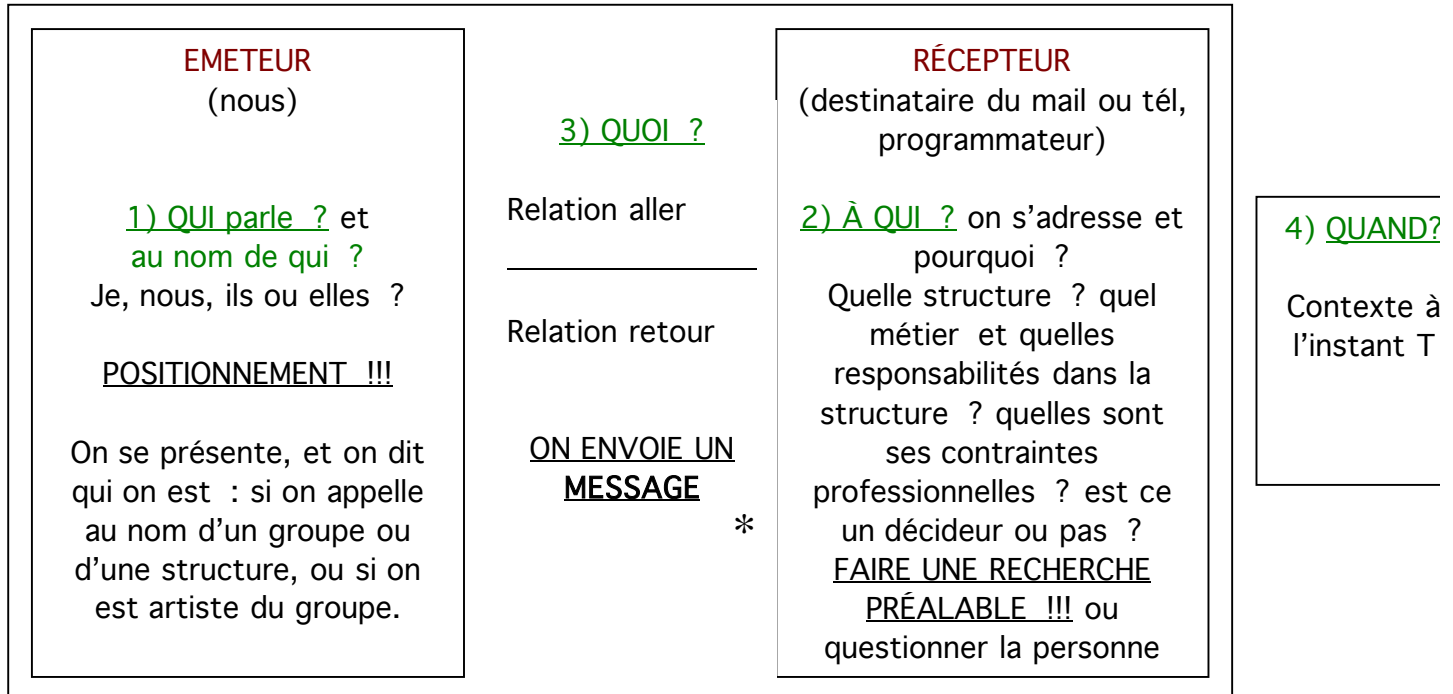 EMETEUR
(nous)
1) QUI parle ? et
au nom de qui ?
Je, nous, ils ou elles ?
POSITIONNEMENT !!!
On se présente, et on dit
qui on est : si on appelle
au nom d’un groupe ou
d’une structure, ou si on
est artiste du groupe.
3) QUOI ?
Relation aller
Relation retour
ON ENVOIE UN
MESSAGE
*
RÉCEPTEUR
(destinataire du mail ou tél,
programmateur)
2) À QUI ? on s’adresse et
pourquoi ?
Quelle structure ? quel
métier et quelles
responsabilités dans la
structure ? quelles sont
ses contraintes
professionnelles ? est ce
un décideur ou pas ?
FAIRE UNE RECHERCHE
PRÉALABLE !!! ou
questionner la personne
4) QUAND?
Contexte à
l’instant T